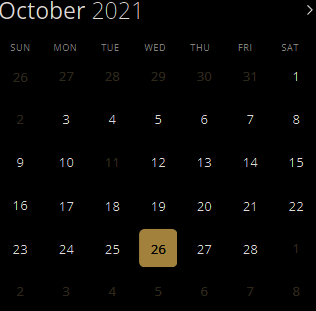 October 2021 >
SUN MON TUE WED THU FRI SAT
26 27 28 29 30 31 1
2 3 4 5 6 7 8
9 10 11 12 13 14 15
16 17 18 19 20 21 22
23 24 25 26 27 28 1
2 3 4 5 6 7 8